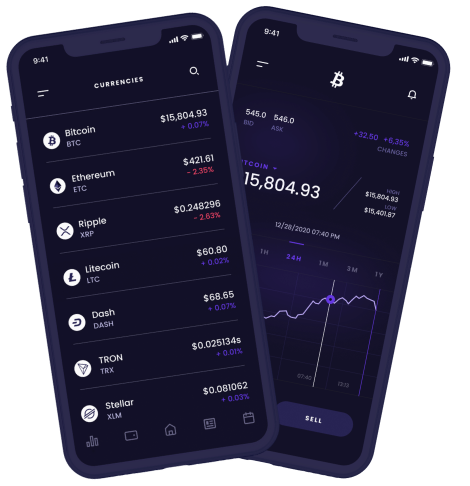 9:41
CURRENCIES
Bitcoin $15,804.93
BTC + 0.07%
Ethereum $421.61
ETC - 2.35%
Ripple $0.248296
XRP - 2.63%
Litecoin $60.80
LTC + 0.02%
Dash $68.65
DASH + 0.07%
TRON $0.025134s
TRX + 0.01%
Stellar $0.081062
XLM + 0.03%
9:41
545.0 546.0
BID ASK
+32.50 +6,35%
CHANGES
TCOIN
15,804.93
HIGH
$15,804.93
LOW
$15,401.87
12/28/2020 07:40 PM
1H 24H 1M 3M 1Y
07:40 13:12
SELL